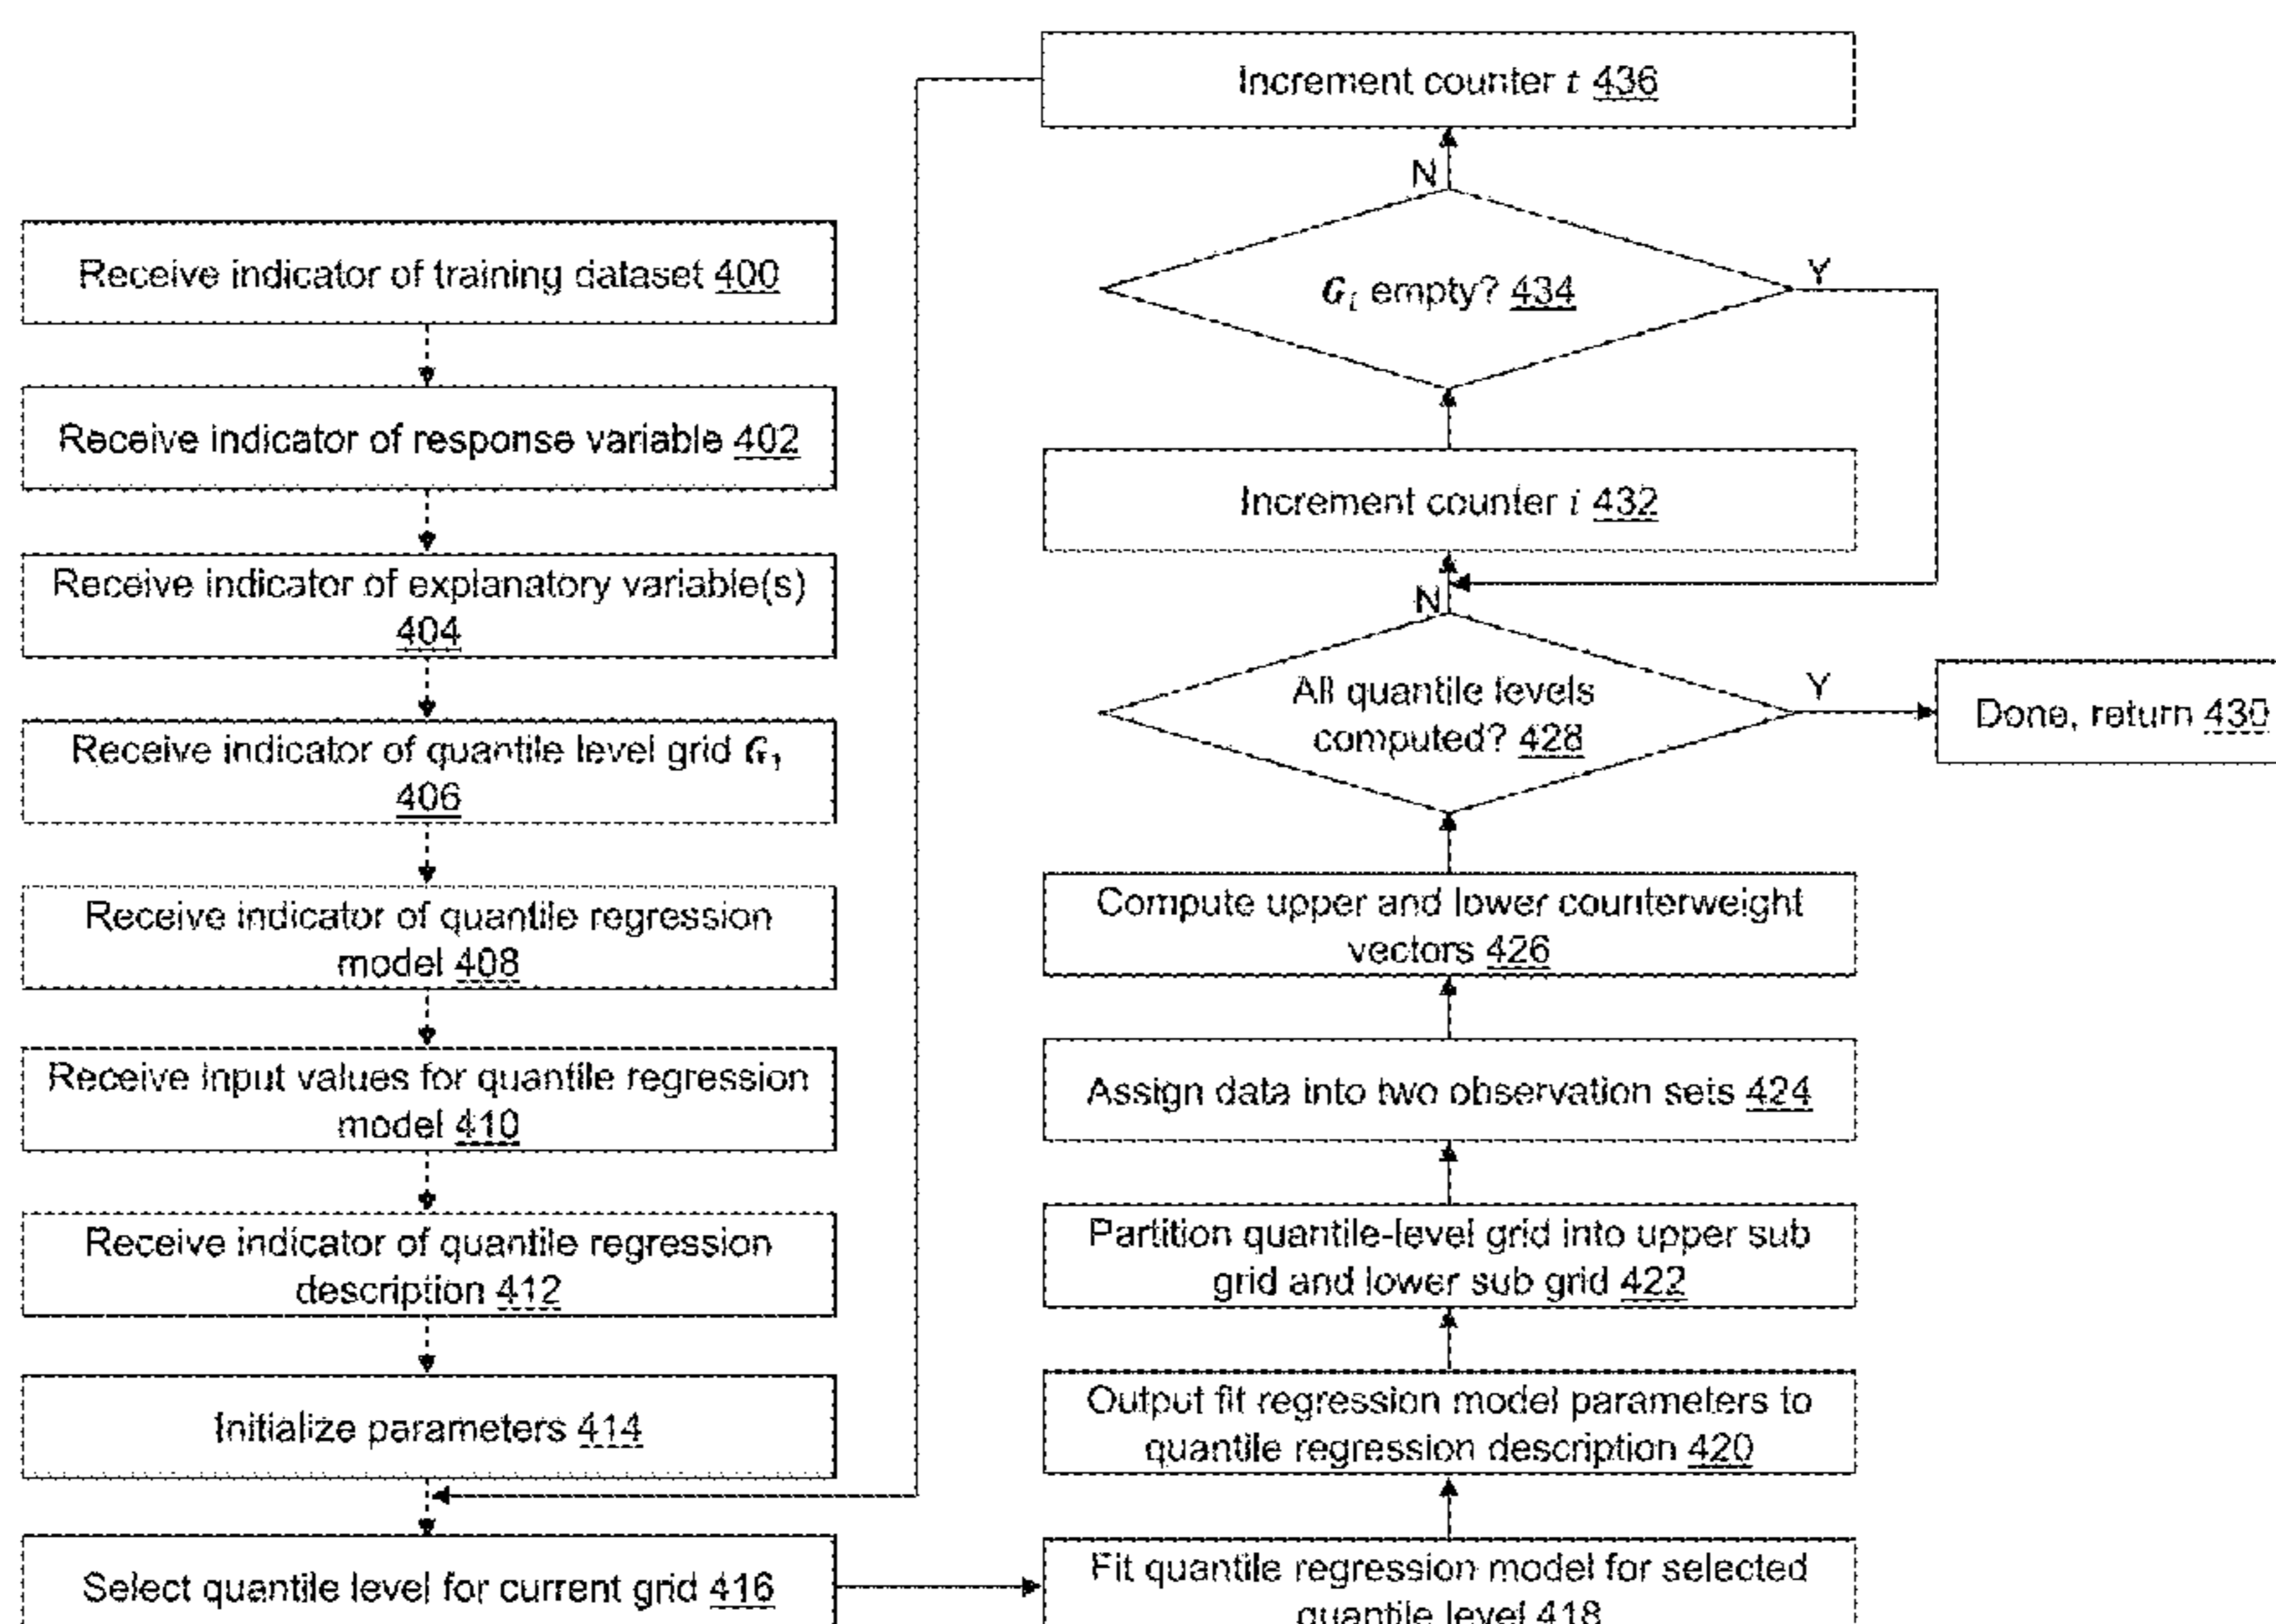 Receive indicator of training dataset 400
Receive indicator of response variable 402
Receive indicator of explanatory variable(s)
404
Receive indicator of quantile level grid G₁
406
Receive indicator of quantile regression
model 408
Receive input values for quantile regression
model 410
Receive indicator of quantile regression
description 412
Initialize parameters 414
Select quantile level for current grid 416
Increment counter t 436
N
Gᵢ empty? 434
Y
Increment counter i 432
N
All quantile levels
computed? 428
Y
Done, return 430
Compute upper and lower counterweight
vectors 426
Assign data into two observation sets 424
Partition quantile-level grid into upper sub
grid and lower sub grid 422
Output fit regression model parameters to
quantile regression description 420
Fit quantile regression model for selected
quantile level 418